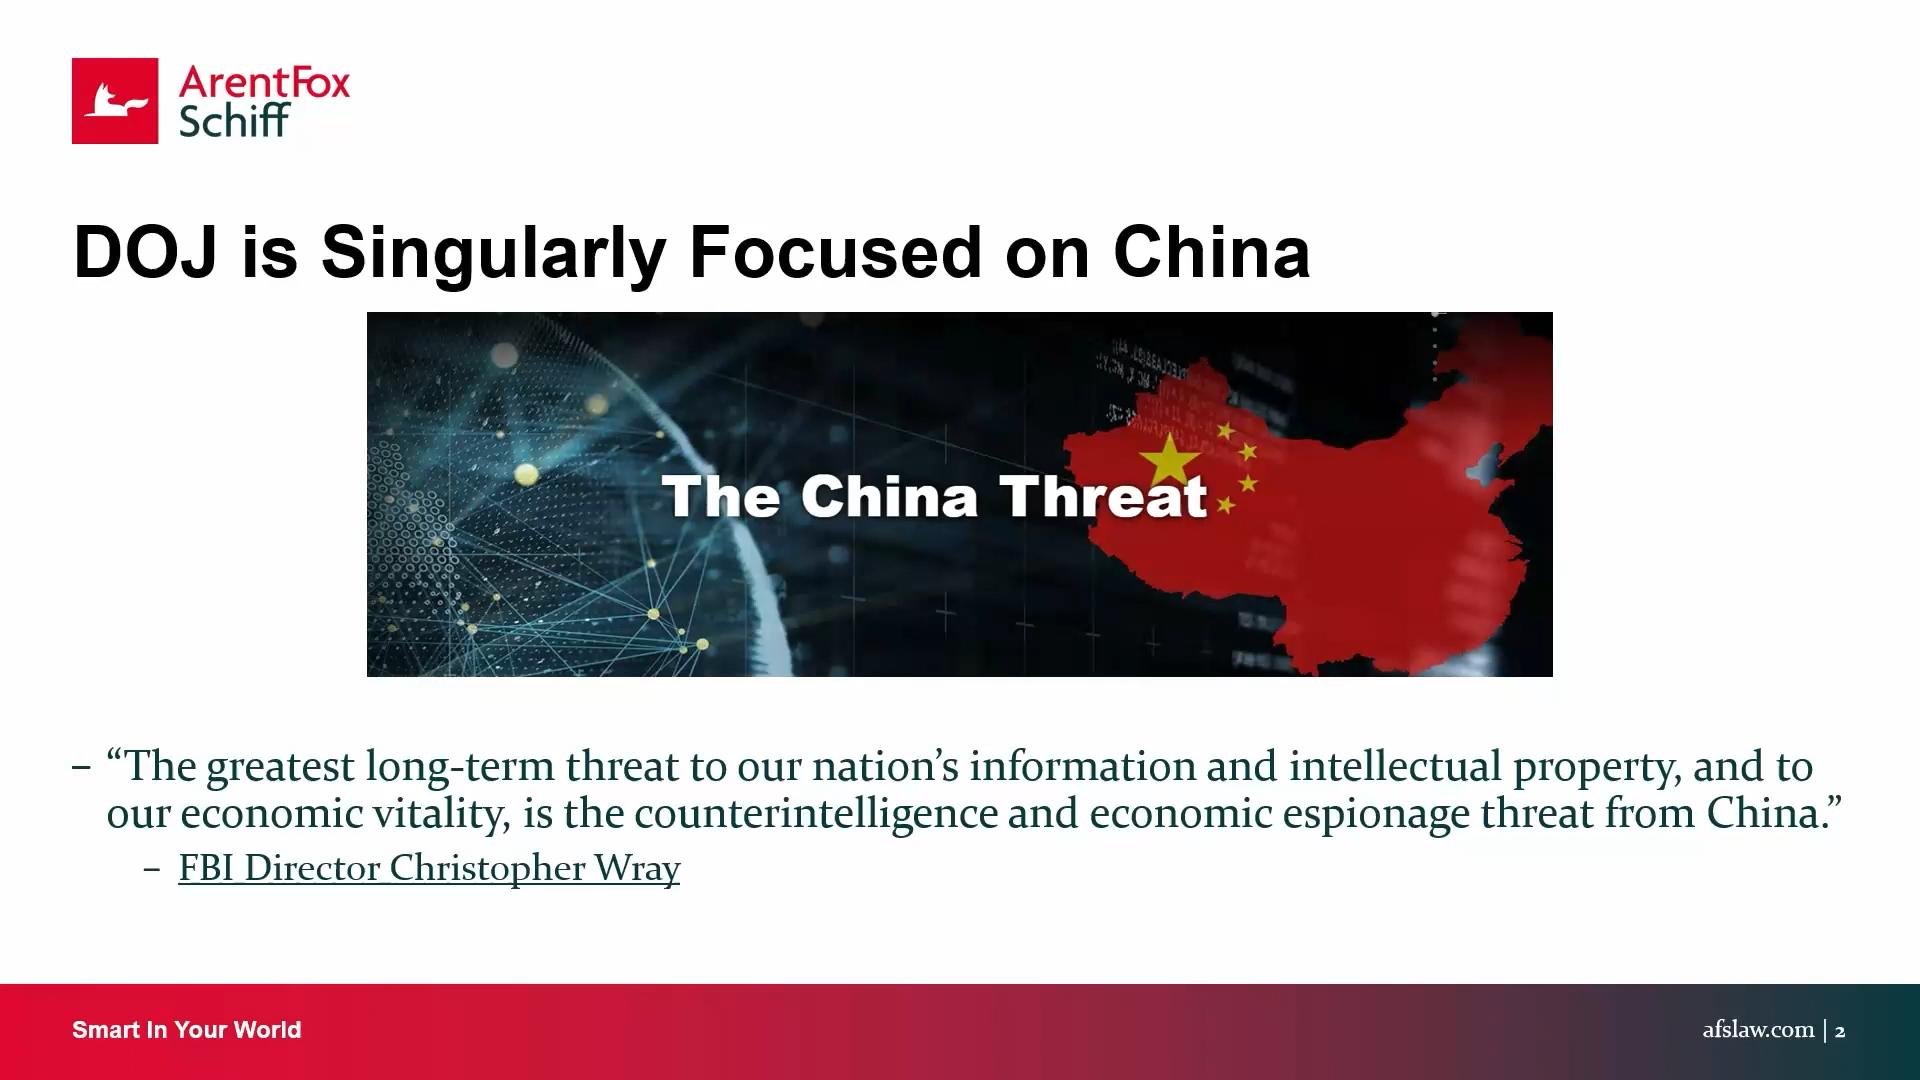 ArentFox
Schiff
DOJ is Singularly Focused on China
The China Threat
– “The greatest long-term threat to our nation’s information and intellectual property, and to
our economic vitality, is the counterintelligence and economic espionage threat from China.”
– FBI Director Christopher Wray
Smart In Your World
afslaw.com | 2